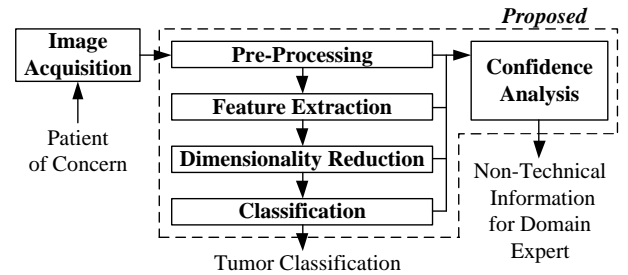 Proposed
Image
Acquisition
Pre-Processing
Confidence
Analysis
Feature Extraction
Patient
of Concern
Dimensionality Reduction
Non-Technical
Information
for Domain
Expert
Classification
Tumor Classification